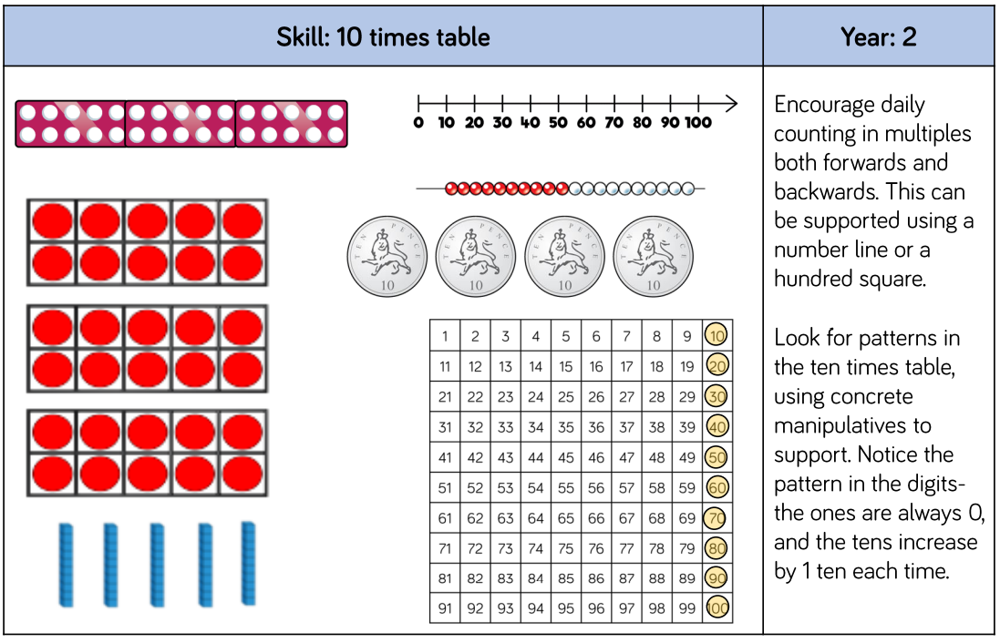 Skill: 10 times table
Year: 2
0 10 20 30 40 50 60 70 80 90 100
TEN PENCE 10
TEN PENCE 10
TEN PENCE 10
TEN PENCE 10
1 2 3 4 5 6 7 8 9 10
11 12 13 14 15 16 17 18 19 20
21 22 23 24 25 26 27 28 29 30
31 32 33 34 35 36 37 38 39 40
41 42 43 44 45 46 47 48 49 50
51 52 53 54 55 56 57 58 59 60
61 62 63 64 65 66 67 68 69 70
71 72 73 74 75 76 77 78 79 80
81 82 83 84 85 86 87 88 89 90
91 92 93 94 95 96 97 98 99 100
Encourage daily
counting in multiples
both forwards and
backwards. This can
be supported using a
number line or a
hundred square.
Look for patterns in
the ten times table,
using concrete
manipulatives to
support. Notice the
pattern in the digits-
the ones are always 0,
and the tens increase
by 1 ten each time.